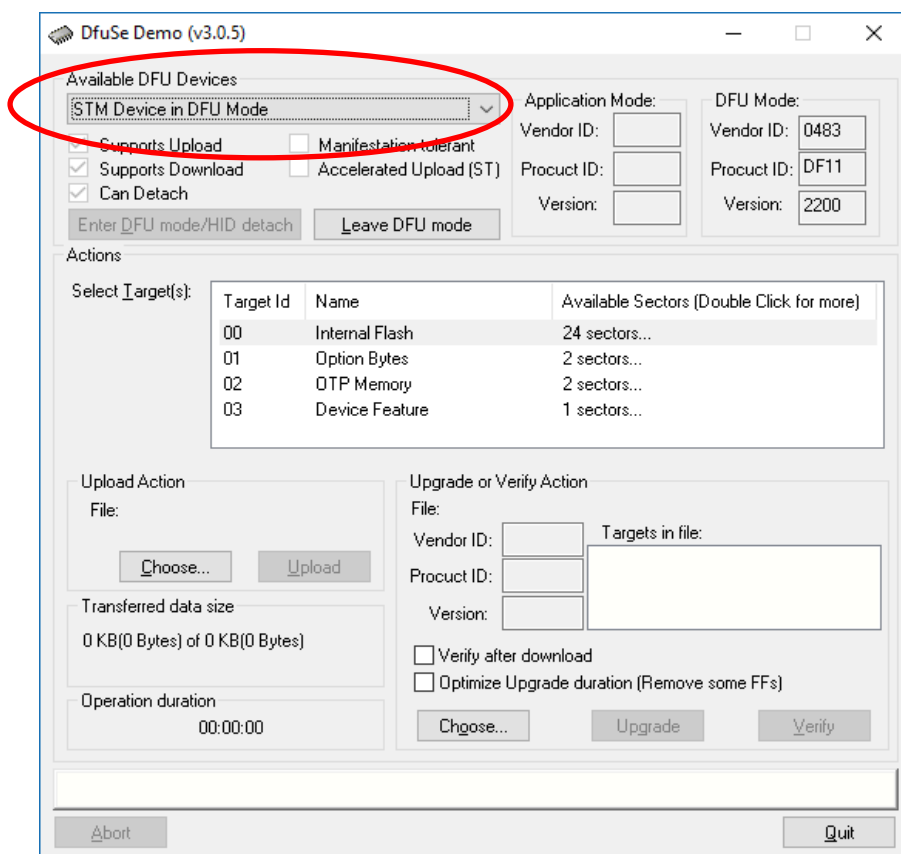 DfuSe Demo (v3.0.5)
Available DFU Devices
STM Device in DFU Mode
Supports Upload
Manifestation tolerant
Supports Download
Accelerated Upload (ST)
Can Detach
Enter DFU mode/HID detach
Leave DFU mode
Application Mode:
Vendor ID:
Procuct ID:
Version:
DFU Mode:
Vendor ID: 0483
Procuct ID: DF11
Version: 2200
Actions
Select Target(s):
Target Id Name Available Sectors (Double Click for more)
00 Internal Flash 24 sectors...
01 Option Bytes 2 sectors...
02 OTP Memory 2 sectors...
03 Device Feature 1 sectors...
Upload Action
File:
Choose...
Upload
Transferred data size
0 KB(0 Bytes) of 0 KB(0 Bytes)
Operation duration
00:00:00
Upgrade or Verify Action
File:
Vendor ID:
Procuct ID:
Version:
Targets in file:
Verify after download
Optimize Upgrade duration (Remove some FFs)
Choose...
Upgrade
Verify
Abort
Quit